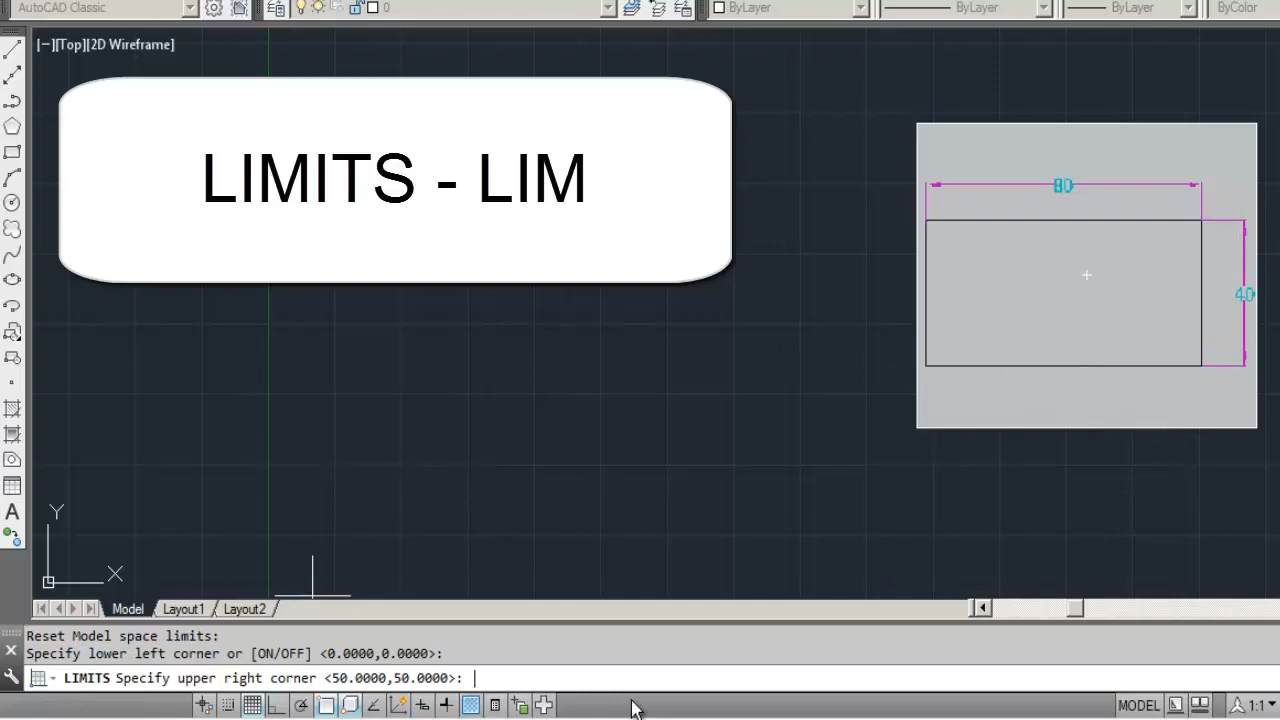 AutoCAD Classic
0
ByLayer
ByLayer
ByLayer
ByColor
[−][Top][2D Wireframe]
LIMITS - LIM
80
40
Y
X
A
Model
Layout1
Layout2
Reset Model space limits:
Specify lower left corner or [ON/OFF] <0.0000,0.0000>:
LIMITS Specify upper right corner <50.0000,50.0000>:
MODEL
1:1